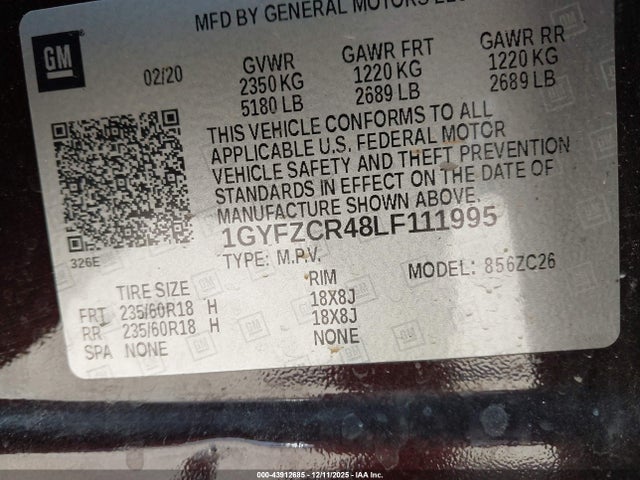 MFD BY GENERAL MOTORS LLC
GM
02/20
GVWR
2350 KG
5180 LB
GAWR FRT
1220 KG
2689 LB
GAWR RR
1220 KG
2689 LB
THIS VEHICLE CONFORMS TO ALL
APPLICABLE U.S. FEDERAL MOTOR
VEHICLE SAFETY AND THEFT PREVENTION
STANDARDS IN EFFECT ON THE DATE OF
MANUFACTURE SHOWN ABOVE.
1GYFZCR48LF111995
326E
TYPE: M.P.V.
MODEL: 856ZC26
TIRE SIZE RIM
FRT 235/60R18 H 18X8J
RR 235/60R18 H 18X8J
SPA NONE NONE
000-43912685 - 12/11/2025 - IAA Inc.